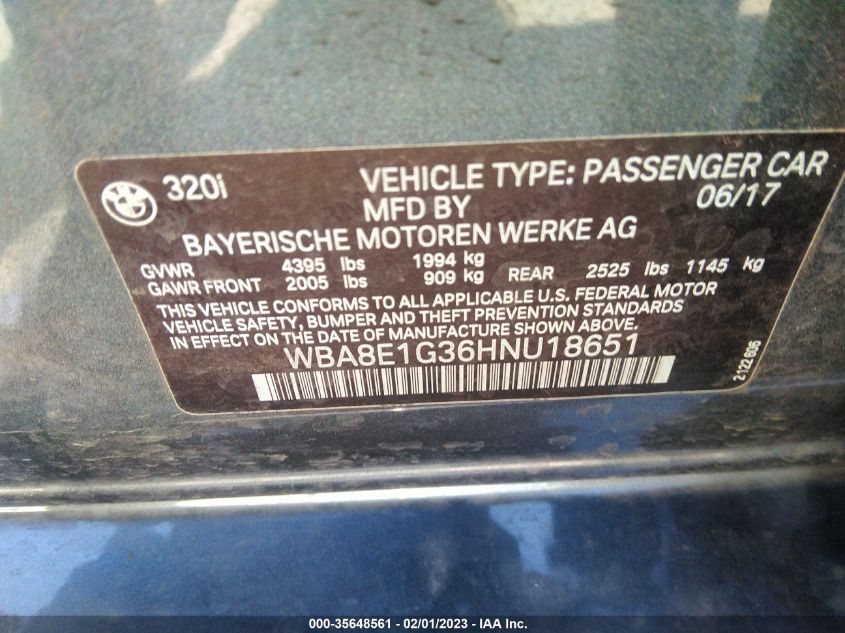 320i
VEHICLE TYPE: PASSENGER CAR
MFD BY 06/17
BAYERISCHE MOTOREN WERKE AG
GVWR 4395 lbs 1994 kg
GAWR FRONT 2005 lbs 909 kg REAR 2525 lbs 1145 kg
THIS VEHICLE CONFORMS TO ALL APPLICABLE U.S. FEDERAL MOTOR
VEHICLE SAFETY, BUMPER AND THEFT PREVENTION STANDARDS
IN EFFECT ON THE DATE OF MANUFACTURE SHOWN ABOVE.
WBA8E1G36HNU18651
2 122 606
000-35648561 - 02/01/2023 - IAA Inc.